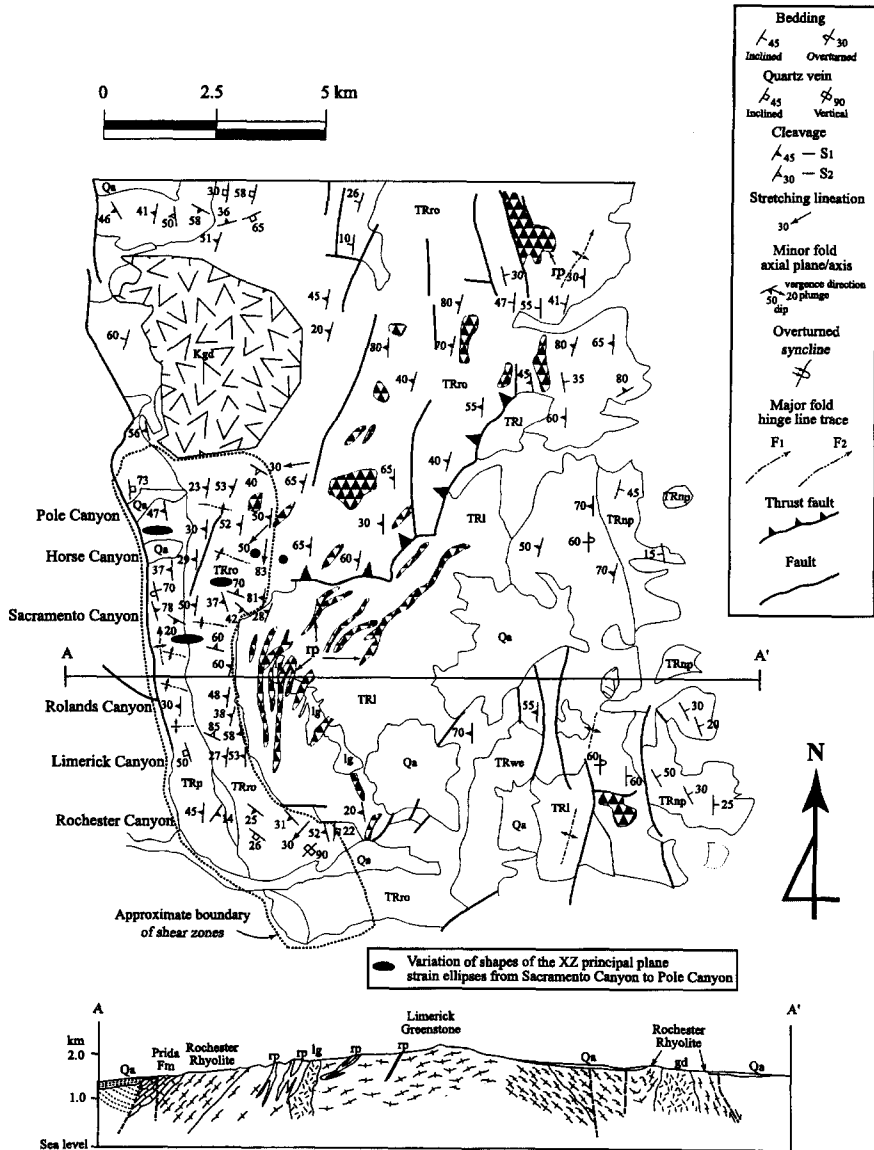 Bedding
45
30
Inclined
Overturned
Quartz vein
45
90
Inclined
Vertical
Cleavage
45 — S1
30 — S2
Stretching lineation
30
Minor fold
axial plane/axis
vergence direction
20 plunge
50
dip
Overturned
syncline
Major fold
hinge line trace
F1
F2
Thrust fault
Fault
0
2.5
5 km
Qa
30
58
26
TRro
46
41
50
58
36
65
51
10
rp
30
50
45
80
47
55
41
60
Kgd
20
80
70
80
65
TRro
40
45
35
80
55
TRl
60
56
30
65
65
40
73
23
53
40
Qa
47
52
50
30
TRl
70
45
TRnp
TRnp
Pole Canyon
30
50
60
15
Horse Canyon
Qa
29
TRro
83
65
60
70
37
70
70
81
Sacramento Canyon
78
50
37
42
28
20
60
rp
Qa
A
60
A'
TRnp
Rolands Canyon
48
lg
TRl
55
30
38
30
20
85
58
70
Limerick Canyon
50
27
53
lg
Qa
TRwe
60
60
50
TRp
TRro
TRl
TRnp
30
25
20
Rochester Canyon
45
14
25
31
52
22
Qa
26
30
90
Qa
TRro
Approximate boundary
of shear zones
N
Variation of shapes of the XZ principal plane
strain ellipses from Sacramento Canyon to Pole Canyon
A
A'
km
2.0
1.0
Sea level
Qa
Prida
Fm
Rochester
Rhyolite
rp
rp
lg
rp
Limerick
Greenstone
rp
Qa
Rochester
Rhyolite
gd
Qa